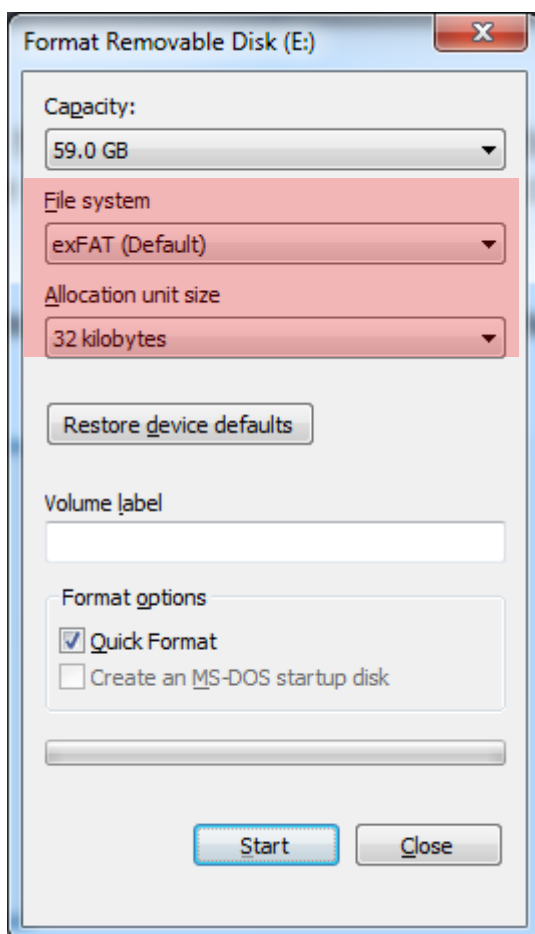 Format Removable Disk (E:)
Capacity:
59.0 GB
File system
exFAT (Default)
Allocation unit size
32 kilobytes
Restore device defaults
Volume label
Format options
Quick Format
Create an MS-DOS startup disk
Start
Close